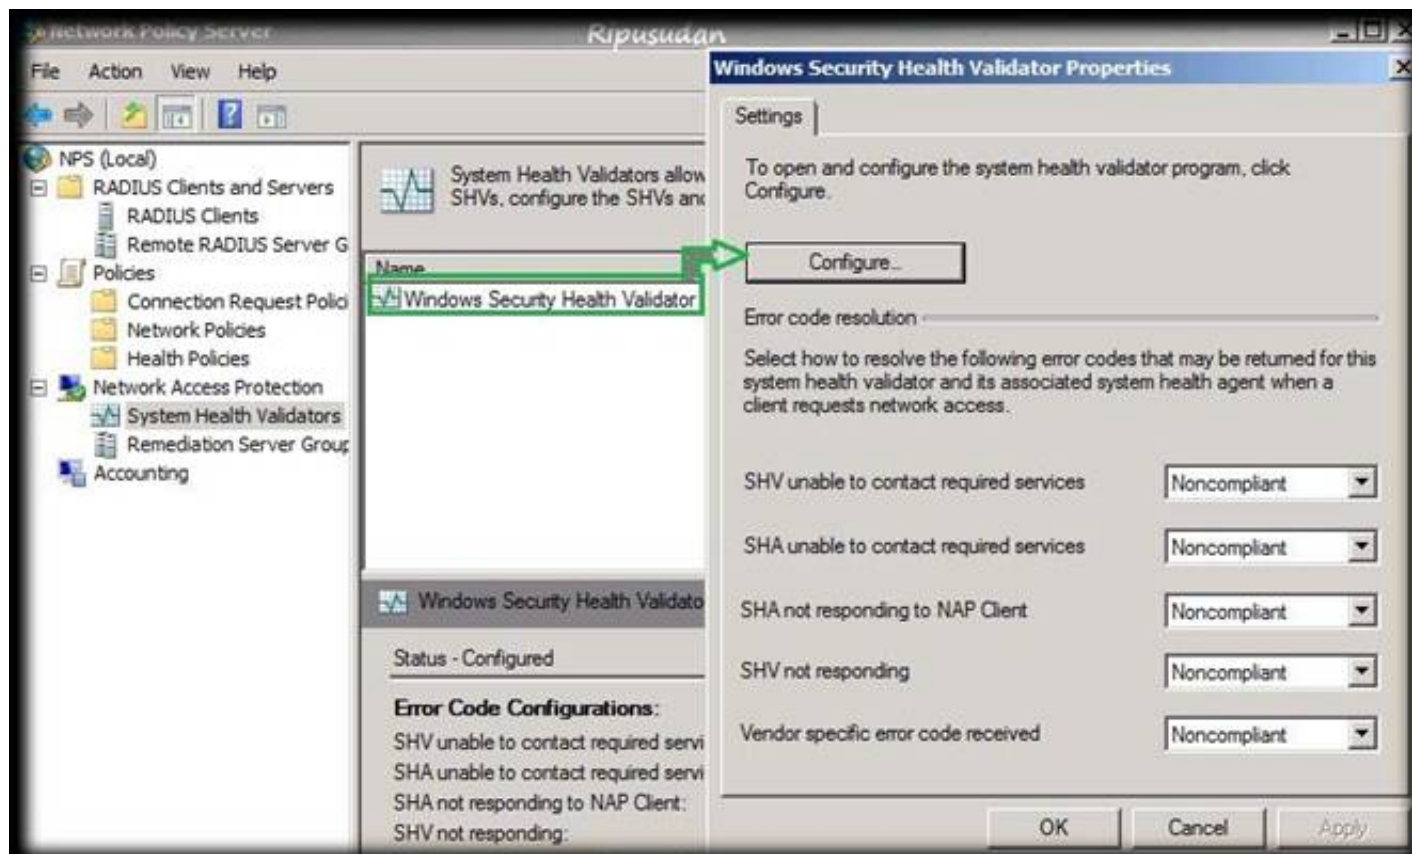 Network Policy Server
Ripusudan
File Action View Help
NPS (Local)
RADIUS Clients and Servers
RADIUS Clients
Remote RADIUS Server G
Policies
Connection Request Polici
Network Policies
Health Policies
Network Access Protection
System Health Validators
Remediation Server Group
Accounting
System Health Validators allow
SHVs, configure the SHVs and
Name
Windows Security Health Validator
Windows Security Health Validato
Status - Configured
Error Code Configurations:
SHV unable to contact required servi
SHA unable to contact required servi
SHA not responding to NAP Client:
SHV not responding:
Windows Security Health Validator Properties
Settings
To open and configure the system health validator program, click
Configure.
Configure...
Error code resolution
Select how to resolve the following error codes that may be returned for this
system health validator and its associated system health agent when a
client requests network access.
SHV unable to contact required services Noncompliant
SHA unable to contact required services Noncompliant
SHA not responding to NAP Client Noncompliant
SHV not responding Noncompliant
Vendor specific error code received Noncompliant
OK Cancel Apply